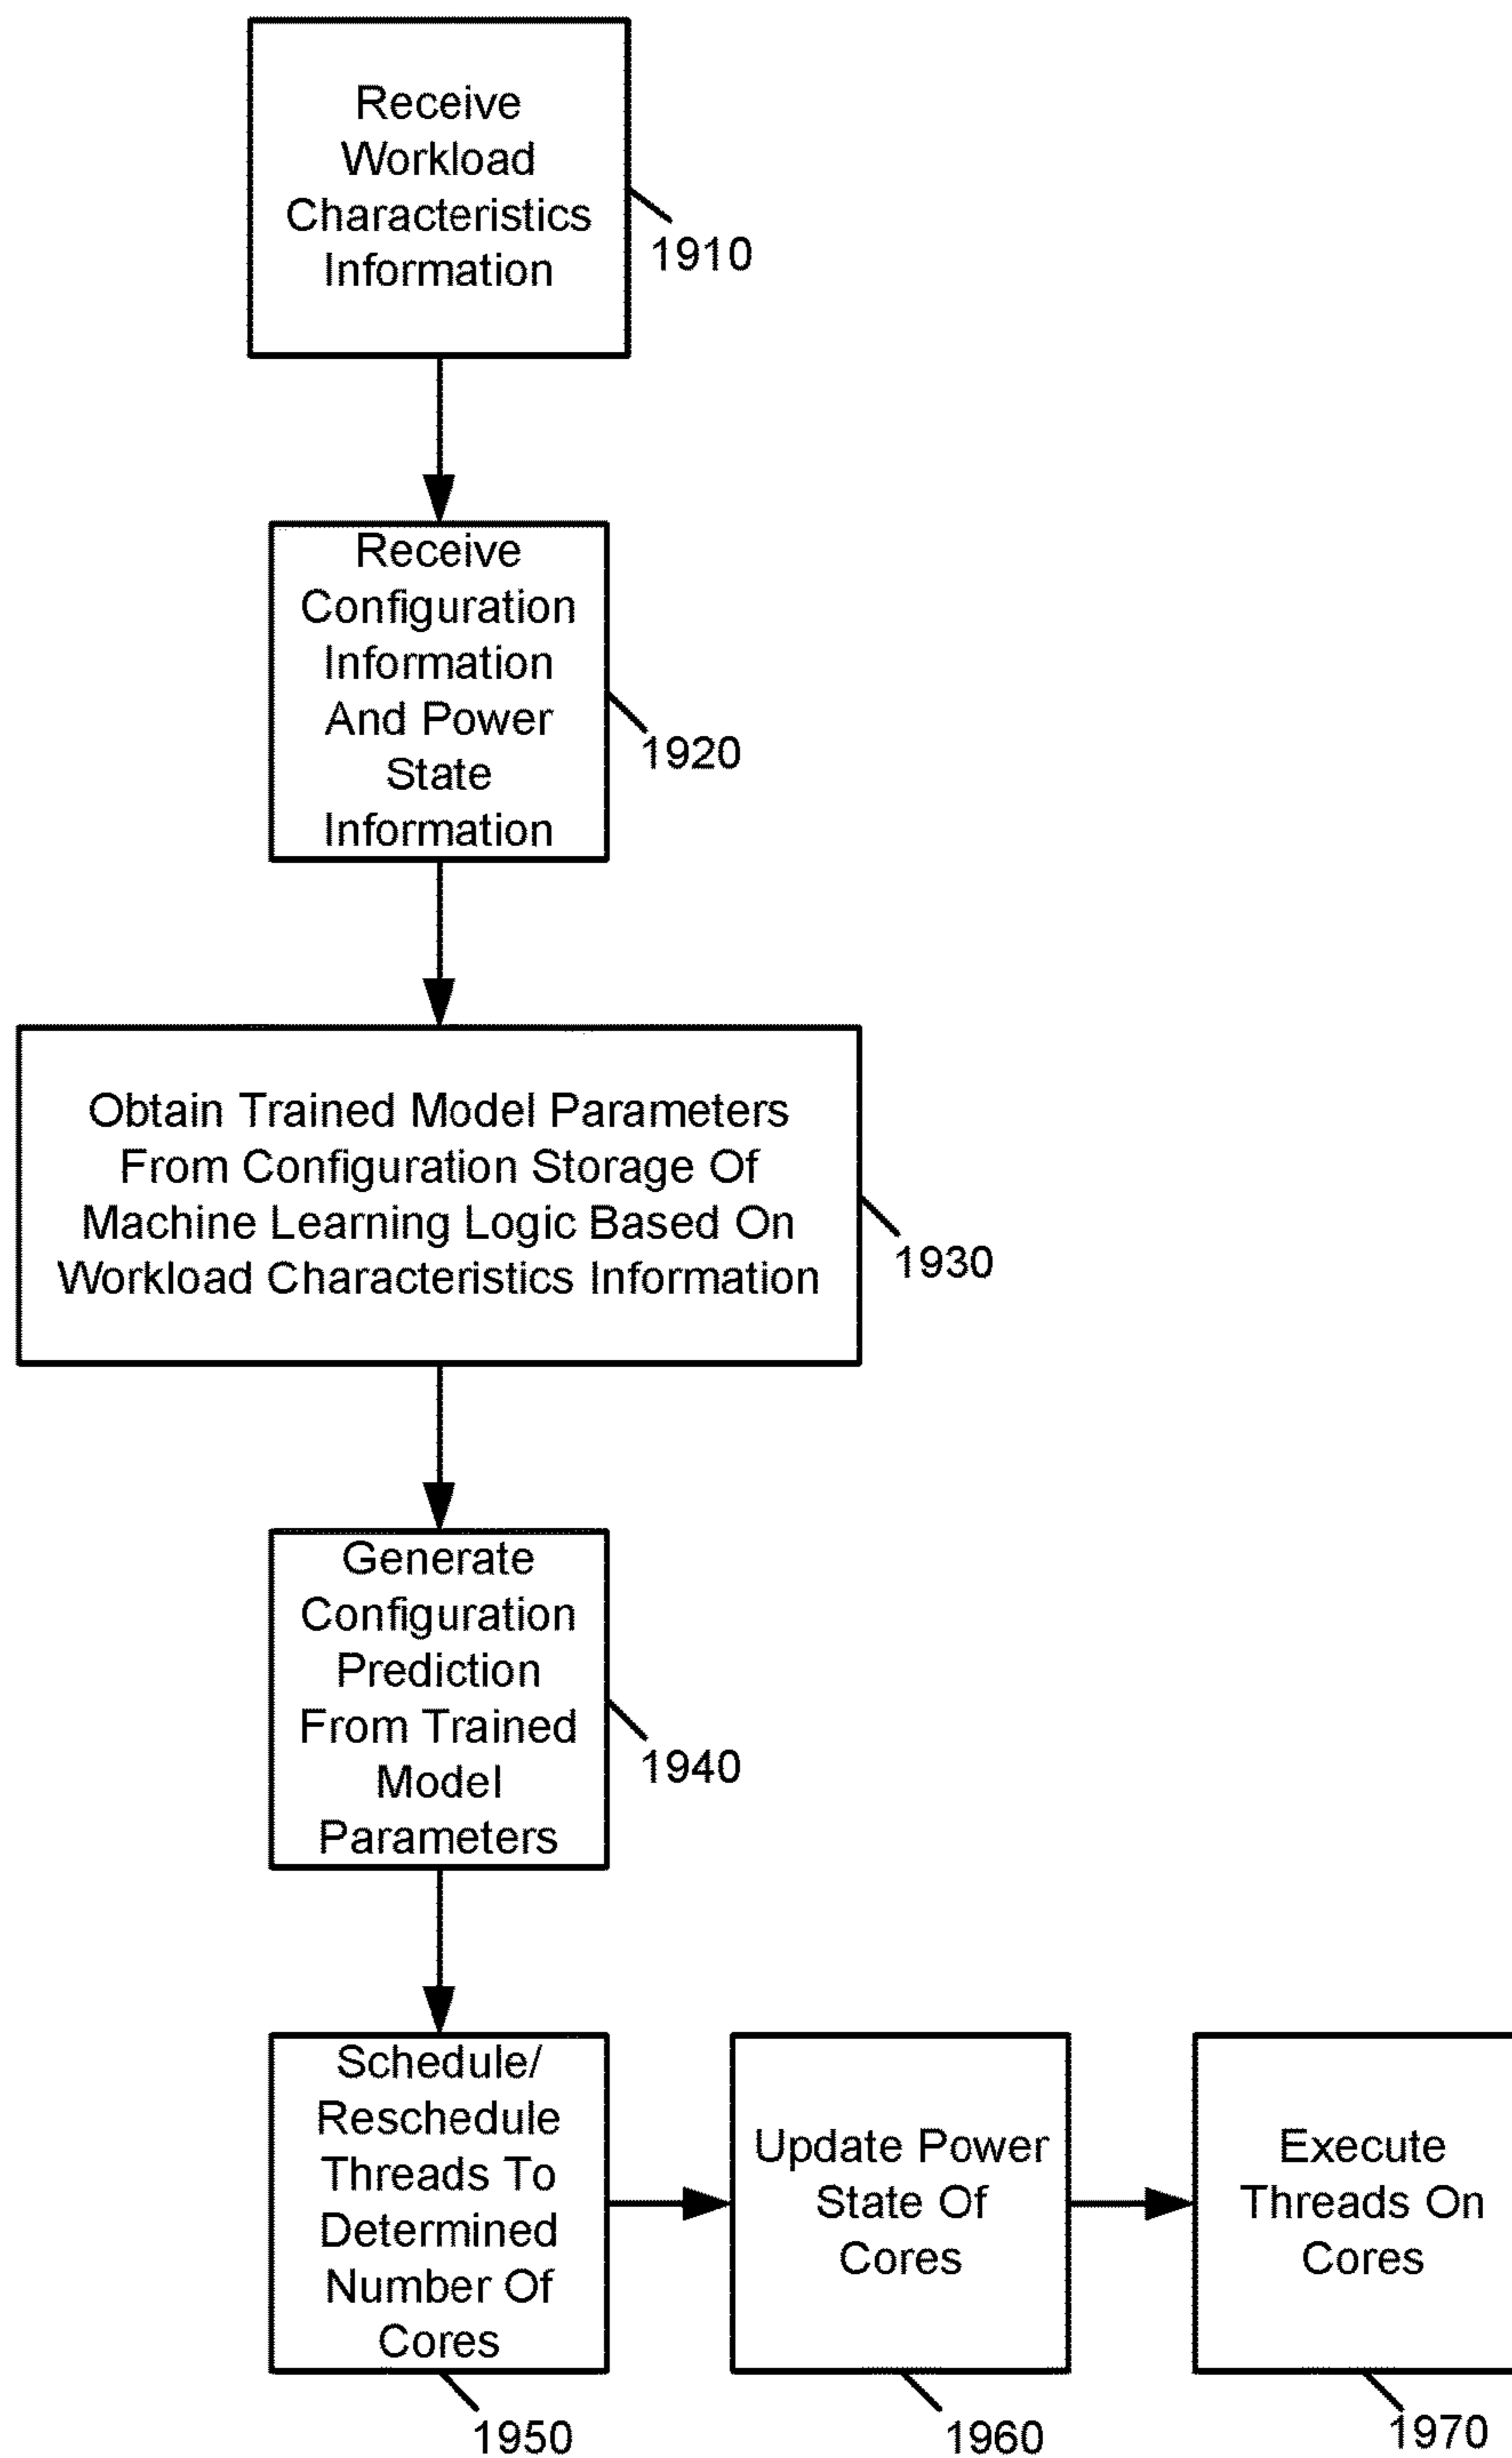 Receive
Workload
Characteristics
Information
1910
Receive
Configuration
Information
And Power
State
Information
1920
Obtain Trained Model Parameters
From Configuration Storage Of
Machine Learning Logic Based On
Workload Characteristics Information
1930
Generate
Configuration
Prediction
From Trained
Model
Parameters
1940
Schedule/
Reschedule
Threads To
Determined
Number Of
Cores
1950
Update Power
State Of
Cores
1960
Execute
Threads On
Cores
1970